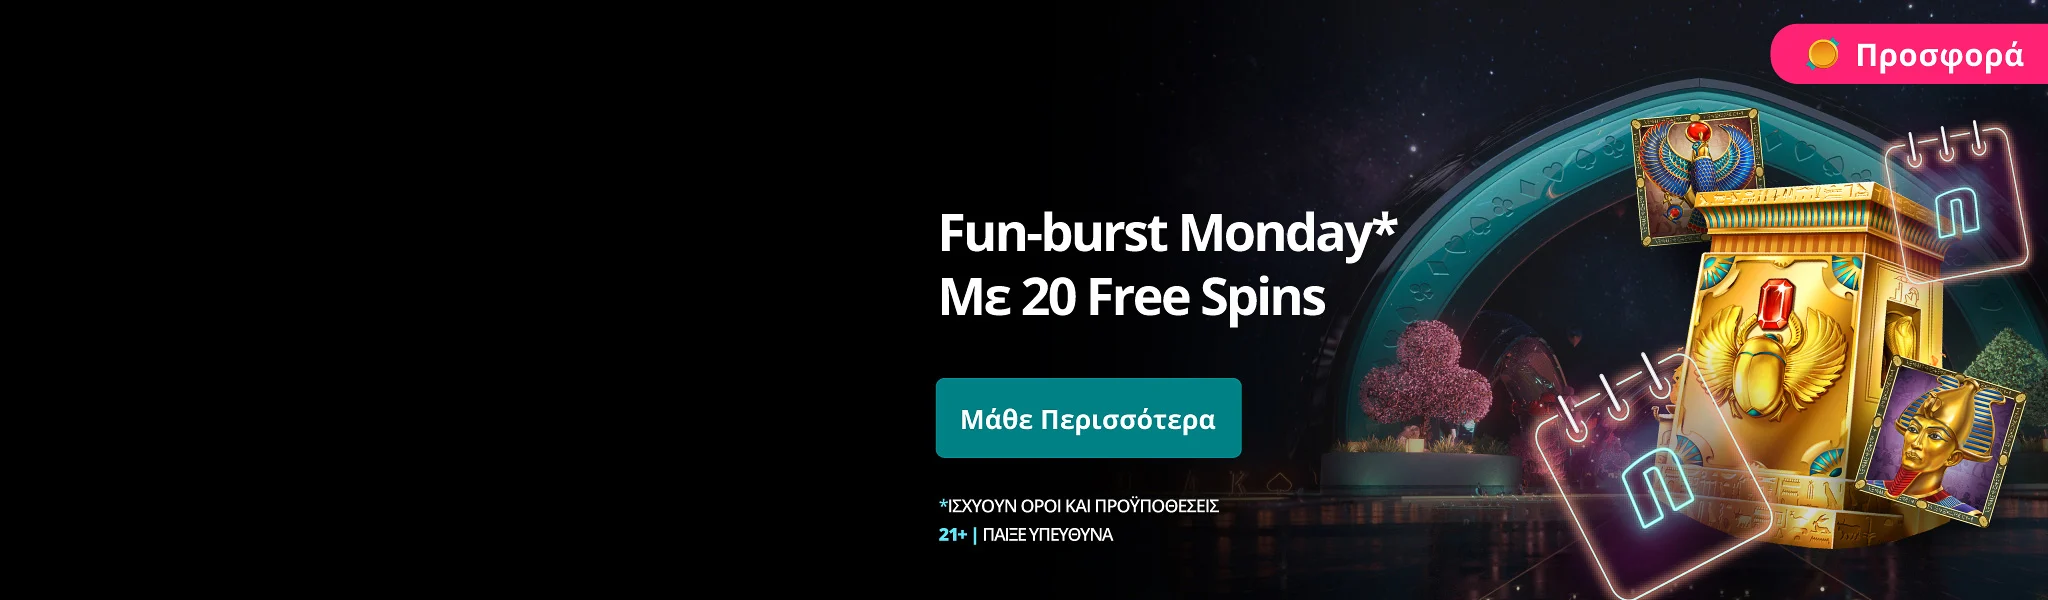 Προσφορά
Fun-burst Monday*
Με 20 Free Spins
Μάθε Περισσότερα
*ΙΣΧΥΟΥΝ ΟΡΟΙ ΚΑΙ ΠΡΟΫΠΟΘΕΣΕΙΣ
21+ | ΠΑΙΞΕ ΥΠΕΥΘΥΝΑ